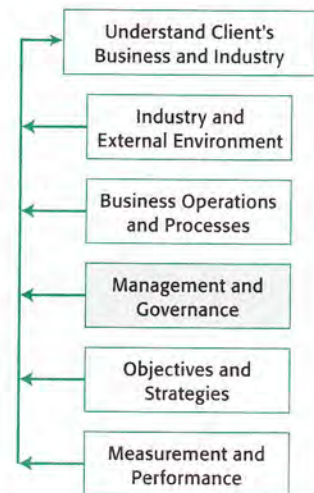 Understand Client's
Business and Industry
Industry and
External Environment
Business Operations
and Processes
Management and
Governance
Objectives and
Strategies
Measurement and
Performance